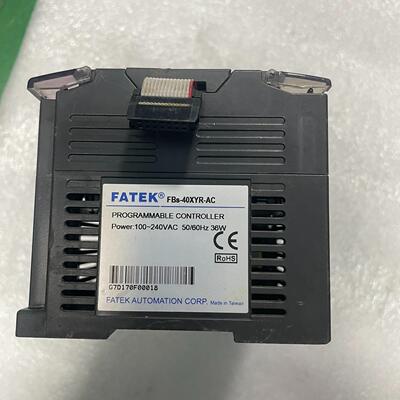 FATEK® FBs-40XYR-AC
PROGRAMMABLE CONTROLLER
Power:100~240VAC 50/60Hz 36W
CE
RoHS
G7D170F00018
FATEK AUTOMATION CORP. Made in Taiwan